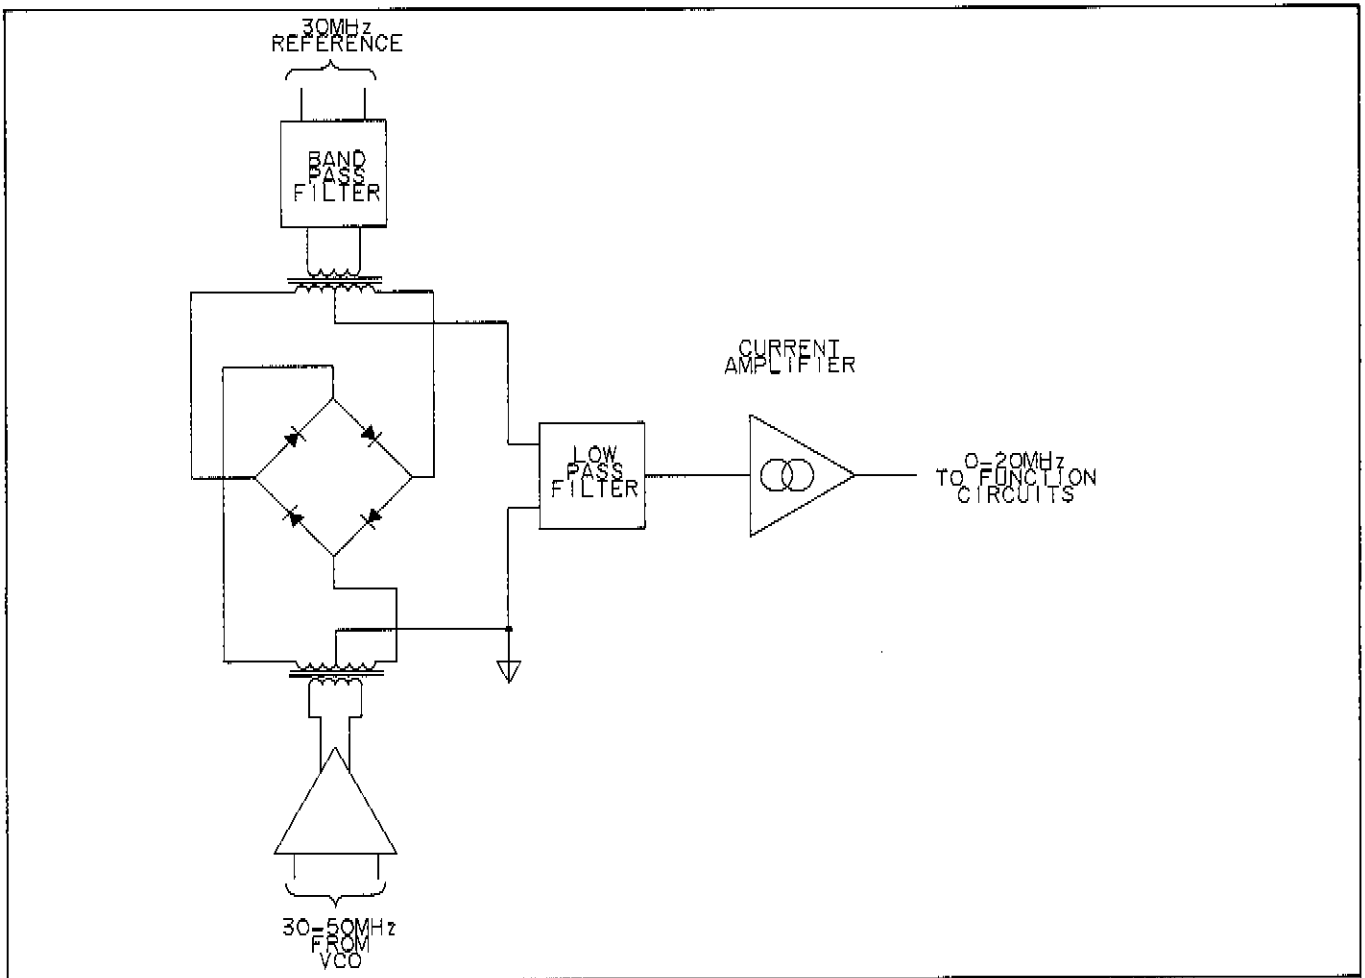 30MHz
REFERENCE
BAND
PASS
FILTER
CURRENT
AMPLIFIER
LOW
PASS
FILTER
0-20MHz
TO FUNCTION
CIRCUITS
30-50MHz
FROM
VCO